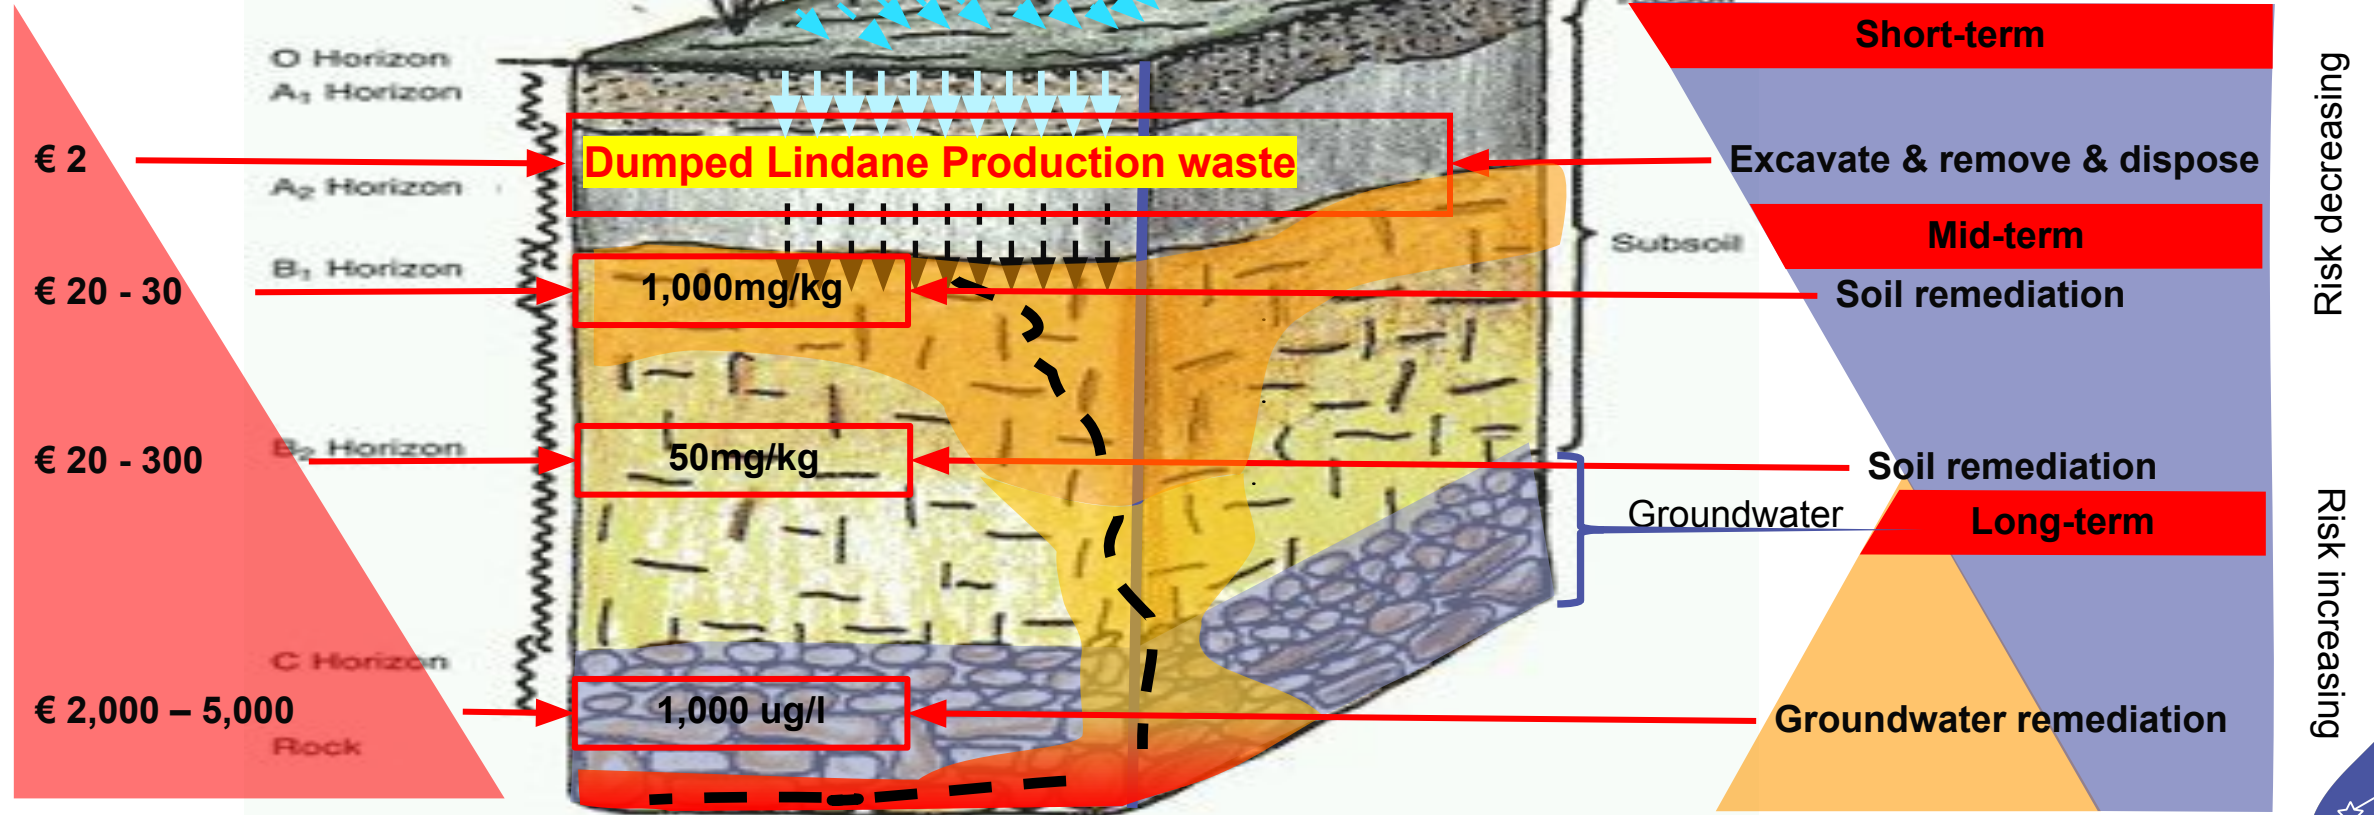 Short-term
O Horizon
A₁ Horizon
€ 2
Dumped Lindane Production waste
Excavate & remove & dispose
Risk decreasing
A₂ Horizon
Mid-term
Subsoil
B₁ Horizon
€ 20 - 30
1,000mg/kg
Soil remediation
B₂ Horizon
€ 20 - 300
50mg/kg
Soil remediation
Groundwater
Long-term
Risk increasing
C Horizon
€ 2,000 – 5,000
1,000 ug/l
Groundwater remediation
Rock